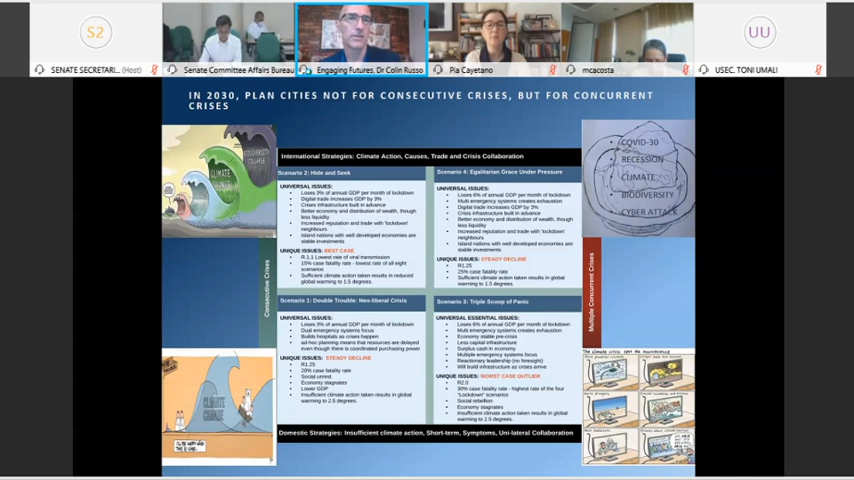 S2
UU
SENATE SECRETARI... (Host)
Senate Committee Affairs Bureau
Engaging Futures, Dr Colin Russo
Pia Cayetano
mcacosta
USEC. TONI UMALI
IN 2030, PLAN CITIES NOT FOR CONSECUTIVE CRISES, BUT FOR CONCURRENT
CRISES
International Strategies: Climate Action, Causes, Trade and Crisis Collaboration
Scenario 2: Hide and Seek
UNIVERSAL ISSUES:
• Loses 3% of annual GDP per month of lockdown
• Digital trade increases GDP by 3%
• Crises infrastructure built in advance
• Better economy and distribution of wealth, though
less liquidity
• Increased reputation and trade with 'lockdown'
neighbours
• Island nations with well developed economies are
stable investments
UNIQUE ISSUES: BEST CASE
• R.1.1 Lowest rate of viral transmission
• 15% case fatality rate - lowest rate of all eight
scenarios
• Sufficient climate action taken results in reduced
global warming to 1.5 degrees.
Scenario 4: Egalitarian Grace Under Pressure
UNIVERSAL ISSUES:
• Loses 6% of annual GDP per month of lockdown
• Multi emergency systems creates exhaustion
• Digital trade increases GDP by 3%
• Crisis infrastructure built in advance
• Better economy and distribution of wealth, though less
liquidity
• Increased reputation and trade with 'lockdown'
neighbours
• Island nations with well developed economies are
stable investments
UNIQUE ISSUES: STEADY DECLINE
• R1.25
• 25% case fatality rate
• Sufficient climate action taken results in global
warming to 1.5 degrees.
Scenario 1: Double Trouble: Neo-liberal Crisis
UNIVERSAL ISSUES:
• Loses 3% of annual GDP per month of lockdown
• Dual emergency systems focus
• Builds hospitals as crises happen
• ad-hoc planning means that resources are delayed
even though there is coordinated purchasing power
UNIQUE ISSUES: STEADY DECLINE
• R1.25
• 20% case fatality rate
• Social unrest
• Economy stagnates
• Lower GDP
• Insufficient climate action taken results in global
warming to 2.5 degrees.
Scenario 3: Triple Scoop of Panic
UNIVERSAL ESSENTIAL ISSUES:
• Loses 6% of annual GDP per month of lockdown
• Multi emergency systems creates exhaustion
• Economy stable pre-crisis
• Less capital infrastructure
• Surplus cash in economy
• Multiple emergency systems focus
• Reactionary leadership (no foresight)
• Will build infrastructure as crises arrive
UNIQUE ISSUES: WORST CASE OUTLIER
• R2.0
• 30% case fatality rate - highest rate of the four
"Lockdown" scenarios
• Social rebellion
• Economy stagnates
• Insufficient climate action taken results in global
warming to 2.5 degrees.
Domestic Strategies: Insufficient climate action, Short-term, Symptoms, Uni-lateral Collaboration
Consecutive Crises
Multiple Concurrent Crises
CLIMATE
CHANGE
BIODIVERSITY
COLLAPSE
• COVID-30
• RECESSION
• CLIMATE
• BIODIVERSITY
• CYBER ATTACK
CLIMATE
CHANGE